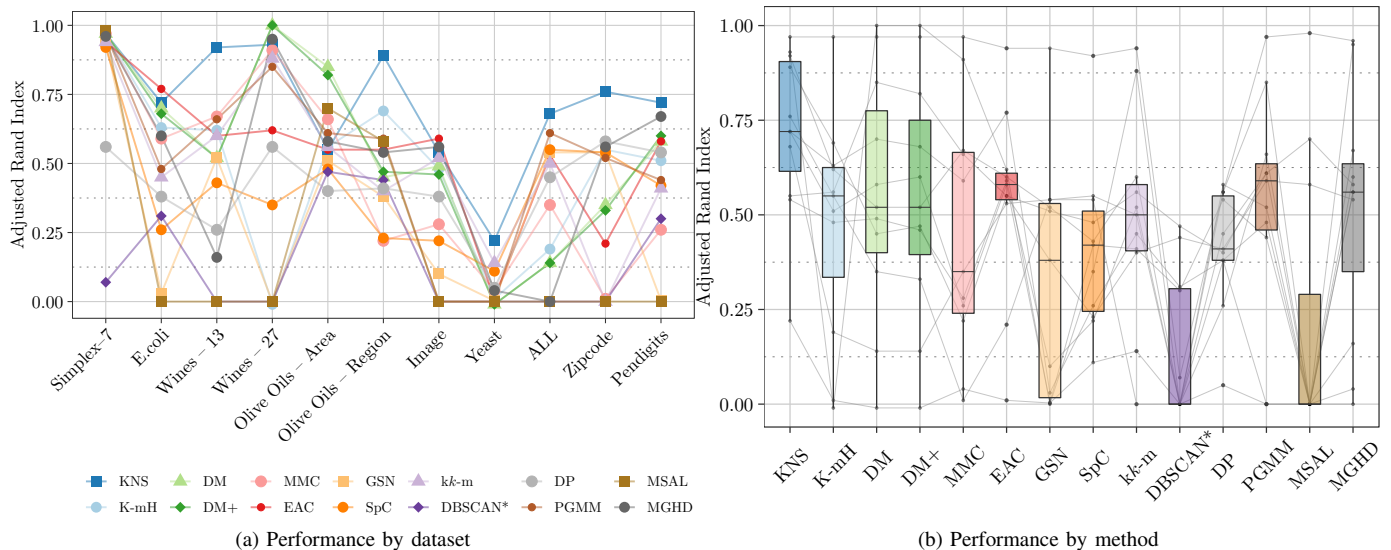 1.00
0.75
0.50
0.25
0.00
Adjusted Rand Index
Simplex–7
E.coli
Wines – 13
Wines – 27
Olive Oils – Area
Olive Oils – Region
Image
Yeast
ALL
Zipcode
Pendigits
KNS DM MMC GSN kk-m DP MSAL
K-mH DM+ EAC SpC DBSCAN* PGMM MGHD
(a) Performance by dataset
1.00
0.75
0.50
0.25
0.00
Adjusted Rand Index
KNS
K-mH
DM
DM+
MMC
EAC
GSN
SpC
kk-m
DBSCAN*
DP
PGMM
MSAL
MGHD
(b) Performance by method